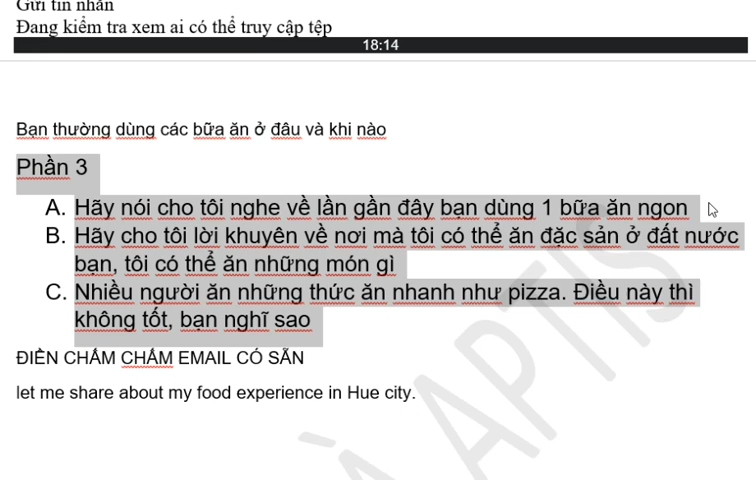 Gửi tin nhắn
Đang kiểm tra xem ai có thể truy cập tệp
18:14
Bạn thường dùng các bữa ăn ở đâu và khi nào
Phần 3
A. Hãy nói cho tôi nghe về lần gần đây bạn dùng 1 bữa ăn ngon
B. Hãy cho tôi lời khuyên về nơi mà tôi có thể ăn đặc sản ở đất nước
bạn, tôi có thể ăn những món gì
C. Nhiều người ăn những thức ăn nhanh như pizza. Điều này thì
không tốt, bạn nghĩ sao
ĐIỀN CHẤM CHẤM EMAIL CÓ SẴN
let me share about my food experience in Hue city.
À APTIS